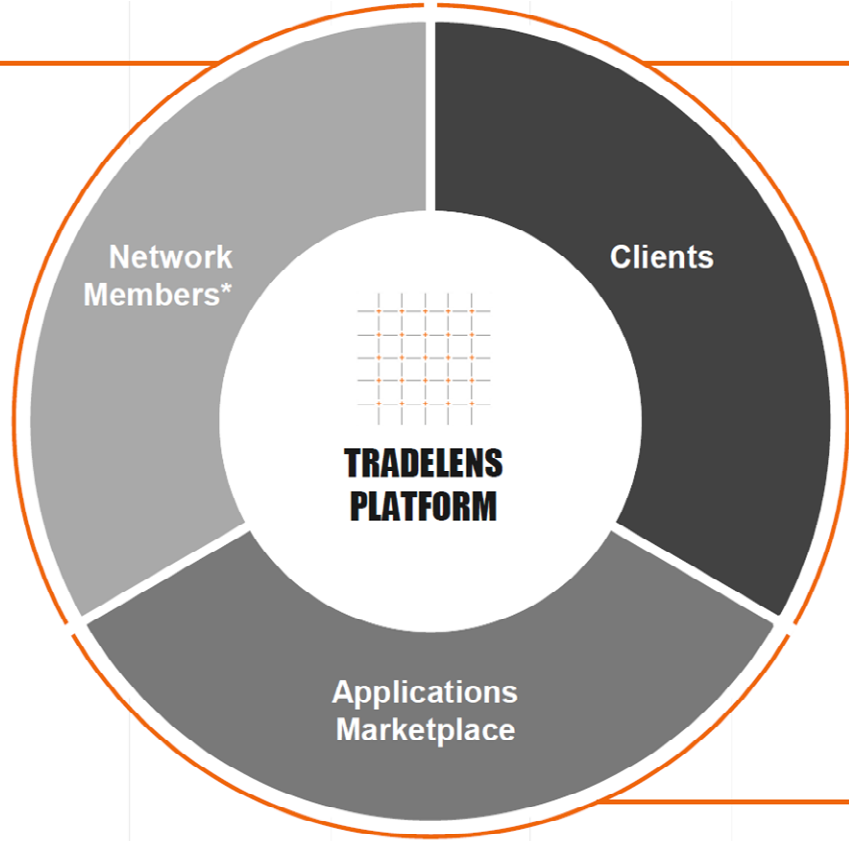 Network
Members*
Clients
TRADELENS
PLATFORM
Applications
Marketplace